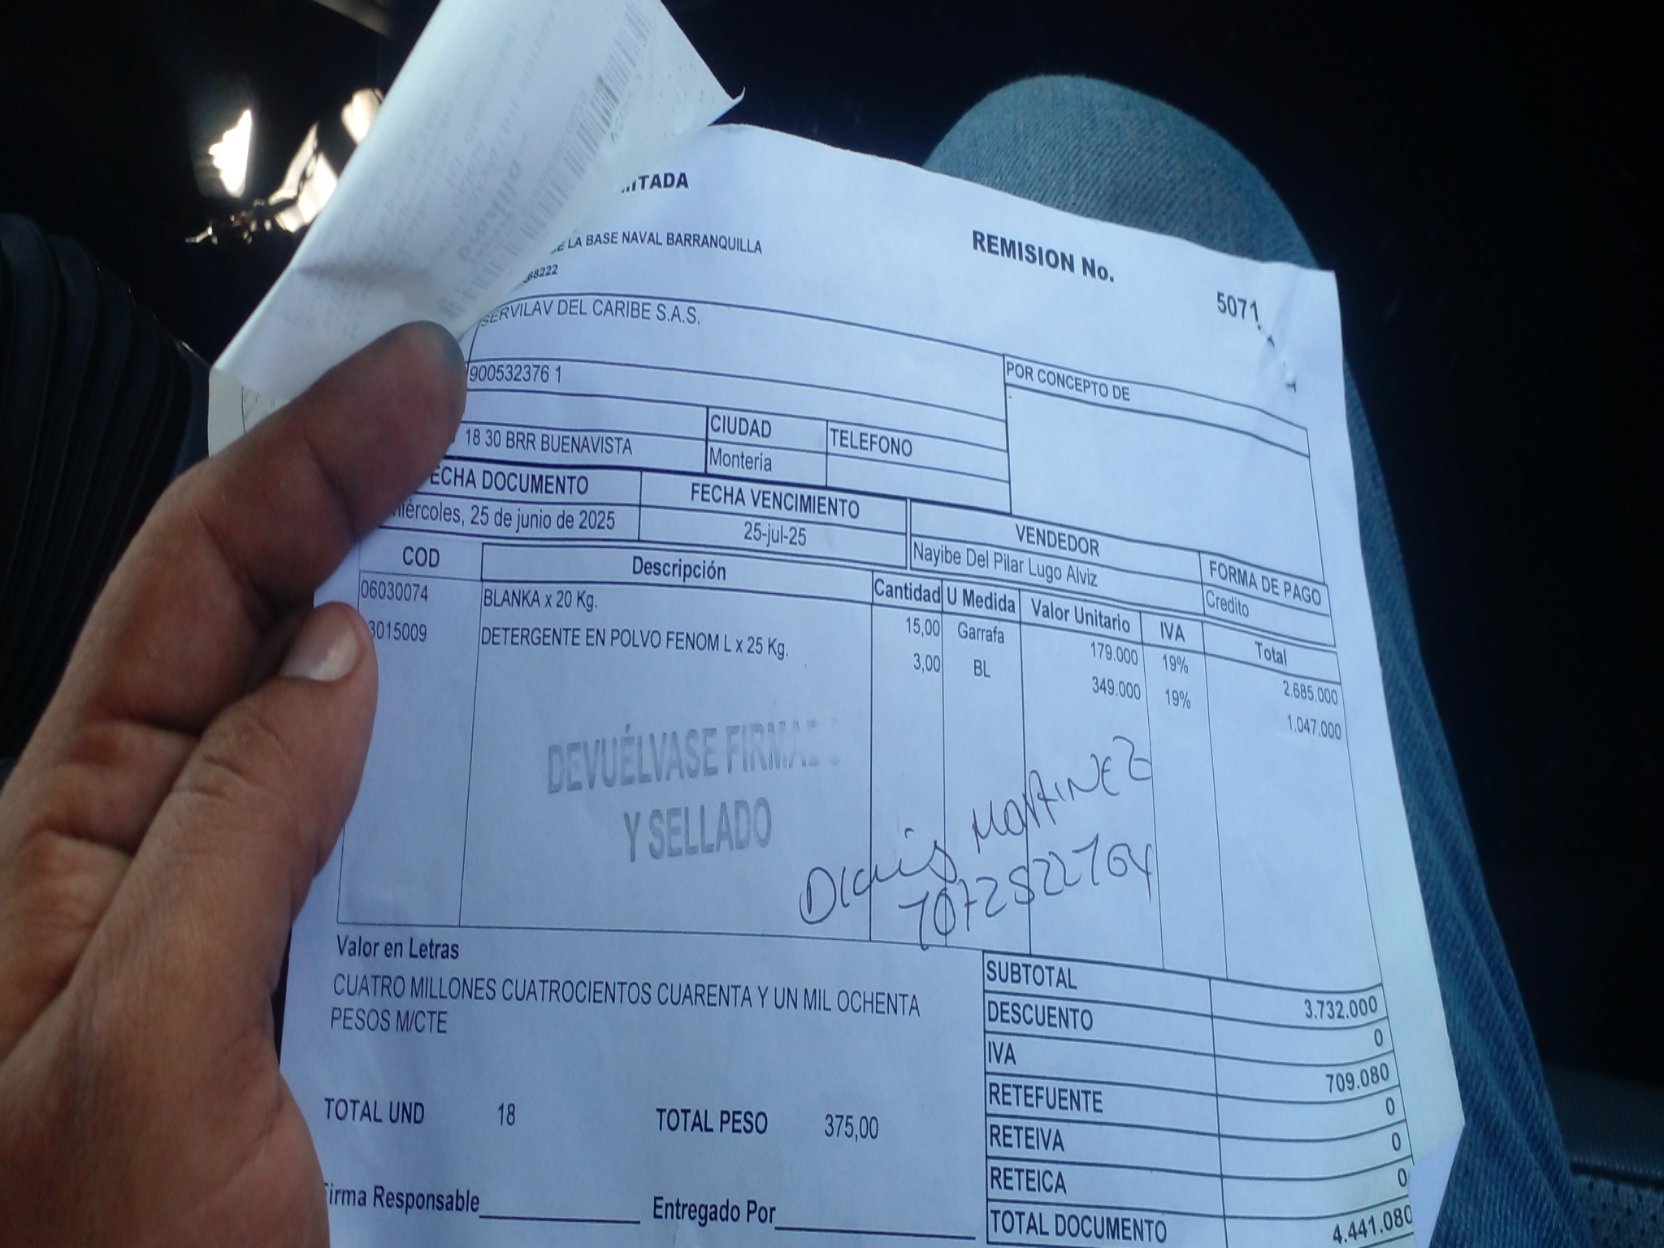 LA BASE NAVAL BARRANQUILLA
REMISION No.
5071
SERVILAV DEL CARIBE S.A.S.
900532376 1
POR CONCEPTO DE
18 30 BRR BUENAVISTA
CIUDAD
TELEFONO
Montería
FECHA DOCUMENTO
FECHA VENCIMIENTO
VENDEDOR
FORMA DE PAGO
miércoles, 25 de junio de 2025
25-jul-25
Nayibe Del Pilar Lugo Alviz
Credito
COD
Descripción
Cantidad
U Medida
Valor Unitario
IVA
Total
06030074 BLANKA x 20 Kg. 15,00 Garrafa 179.000 19% 2.685.000
3015009 DETERGENTE EN POLVO FENOM L x 25 Kg. 3,00 BL 349.000 19% 1.047.000
DEVUÉLVASE
Y SELLADO
MARTINEZ
Valor en Letras
CUATRO MILLONES CUATROCIENTOS CUARENTA Y UN MIL OCHENTA
PESOS M/CTE
SUBTOTAL 3.732.000
DESCUENTO 0
IVA 709.080
RETEFUENTE 0
RETEIVA 0
RETEICA 0
TOTAL DOCUMENTO 4.441.080
TOTAL UND 18 TOTAL PESO 375,00
Firma Responsable
Entregado Por